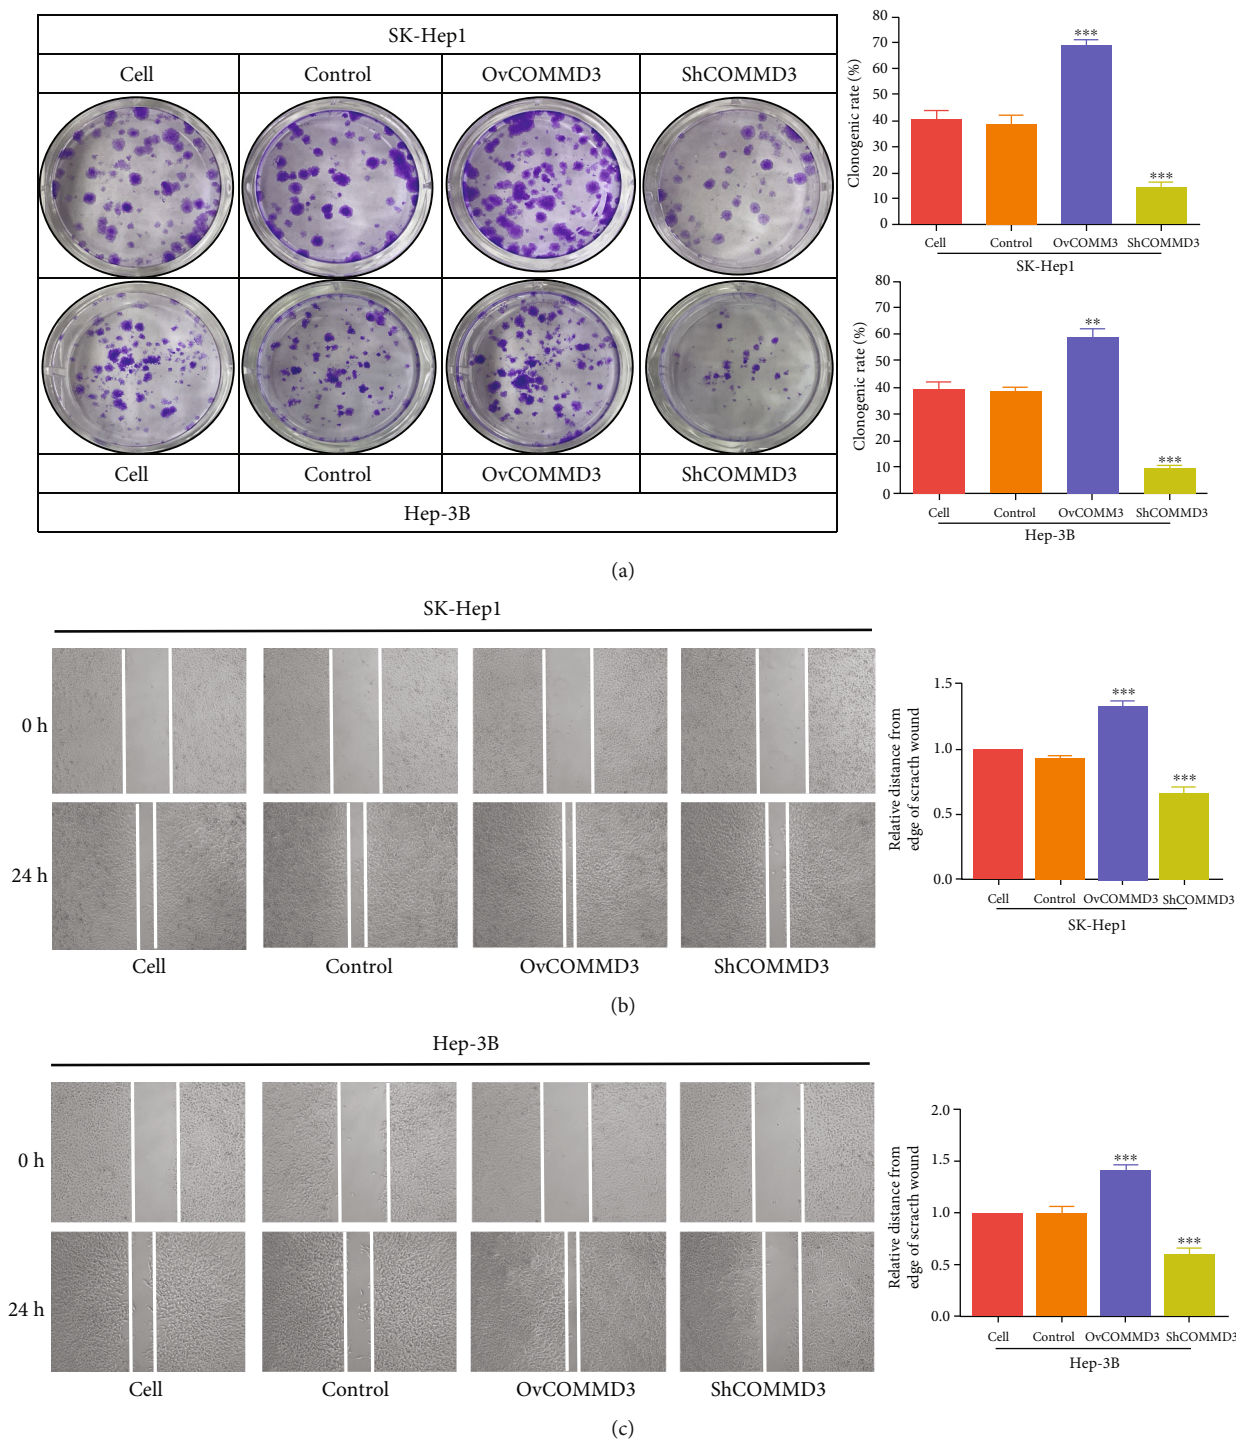 SK-Hep1
Cell Control OvCOMMD3 ShCOMMD3
Cell Control OvCOMMD3 ShCOMMD3
Hep-3B
Clonogenic rate (%)
80
70
60
50
40
30
20
10
0
***
***
Cell Control OvCOMM3 ShCOMMD3
SK-Hep1
Clonogenic rate (%)
80
70
60
50
40
30
20
10
0
**
***
Cell Control OvCOMM3 ShCOMMD3
Hep-3B
(a)
SK-Hep1
0 h
24 h
Cell Control OvCOMMD3 ShCOMMD3
Relative distance from
edge of scracth wound
1.5
1.0
0.5
0.0
***
***
Cell Control OvCOMMD3 ShCOMMD3
SK-Hep1
(b)
Hep-3B
0 h
24 h
Cell Control OvCOMMD3 ShCOMMD3
Relative distance from
edge of scracth wound
2.0
1.5
1.0
0.5
0.0
***
***
Cell Control OvCOMMD3 ShCOMMD3
Hep-3B
(c)